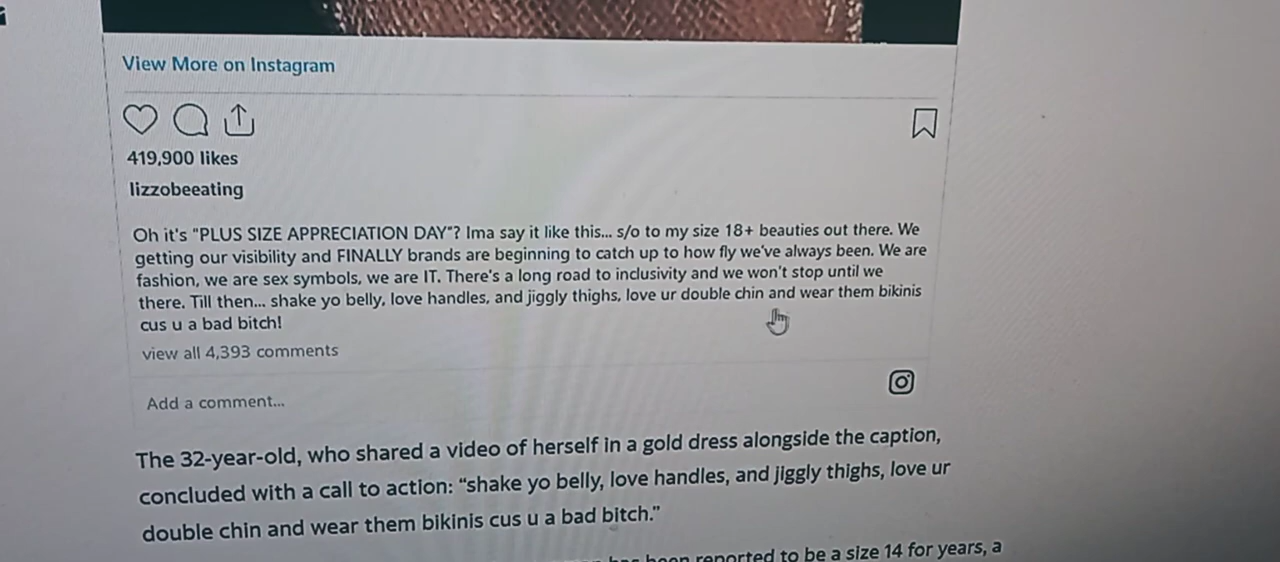 View More on Instagram
419,900 likes
lizzobeeating
Oh it's "PLUS SIZE APPRECIATION DAY"? Ima say it like this... s/o to my size 18+ beauties out there. We
getting our visibility and FINALLY brands are beginning to catch up to how fly we've always been. We are
fashion, we are sex symbols, we are IT. There's a long road to inclusivity and we won't stop until we
there. Till then... shake yo belly, love handles, and jiggly thighs, love ur double chin and wear them bikinis
cus u a bad bitch!
view all 4,393 comments
Add a comment...
The 32-year-old, who shared a video of herself in a gold dress alongside the caption,
concluded with a call to action: “shake yo belly, love handles, and jiggly thighs, love ur
double chin and wear them bikinis cus u a bad bitch.”
been reported to be a size 14 for years, a